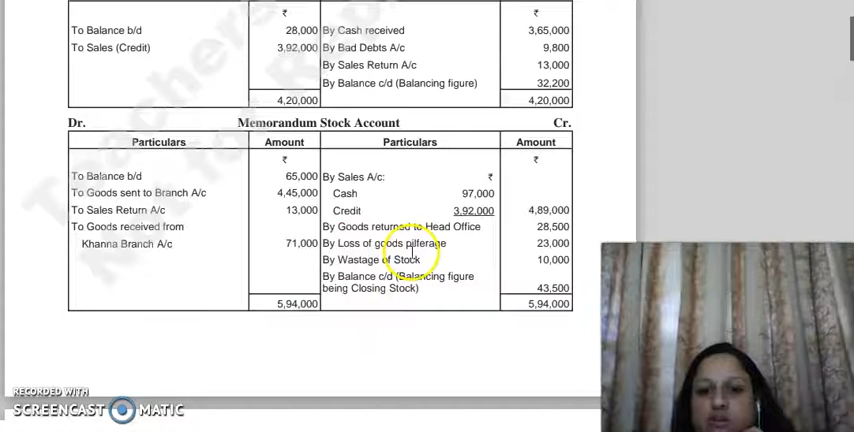 ₹ ₹
To Balance b/d 28,000 By Cash received 3,65,000
To Sales (Credit) 3,92,000 By Bad Debts A/c 9,800
By Sales Return A/c 13,000
By Balance c/d (Balancing figure) 32,200
4,20,000 4,20,000
Dr. Memorandum Stock Account Cr.
Particulars Amount Particulars Amount
₹ ₹
To Balance b/d 65,000 By Sales A/c: ₹
To Goods sent to Branch A/c 4,45,000 Cash 97,000
To Sales Return A/c 13,000 Credit 3,92,000 4,89,000
To Goods received from By Goods returned to Head Office 28,500
Khanna Branch A/c 71,000 By Loss of goods pilferage 23,000
By Wastage of Stock 10,000
By Balance c/d (Balancing figure
being Closing Stock) 43,500
5,94,000 5,94,000
Teachers
Not for
RECORDED WITH
SCREENCAST MATIC